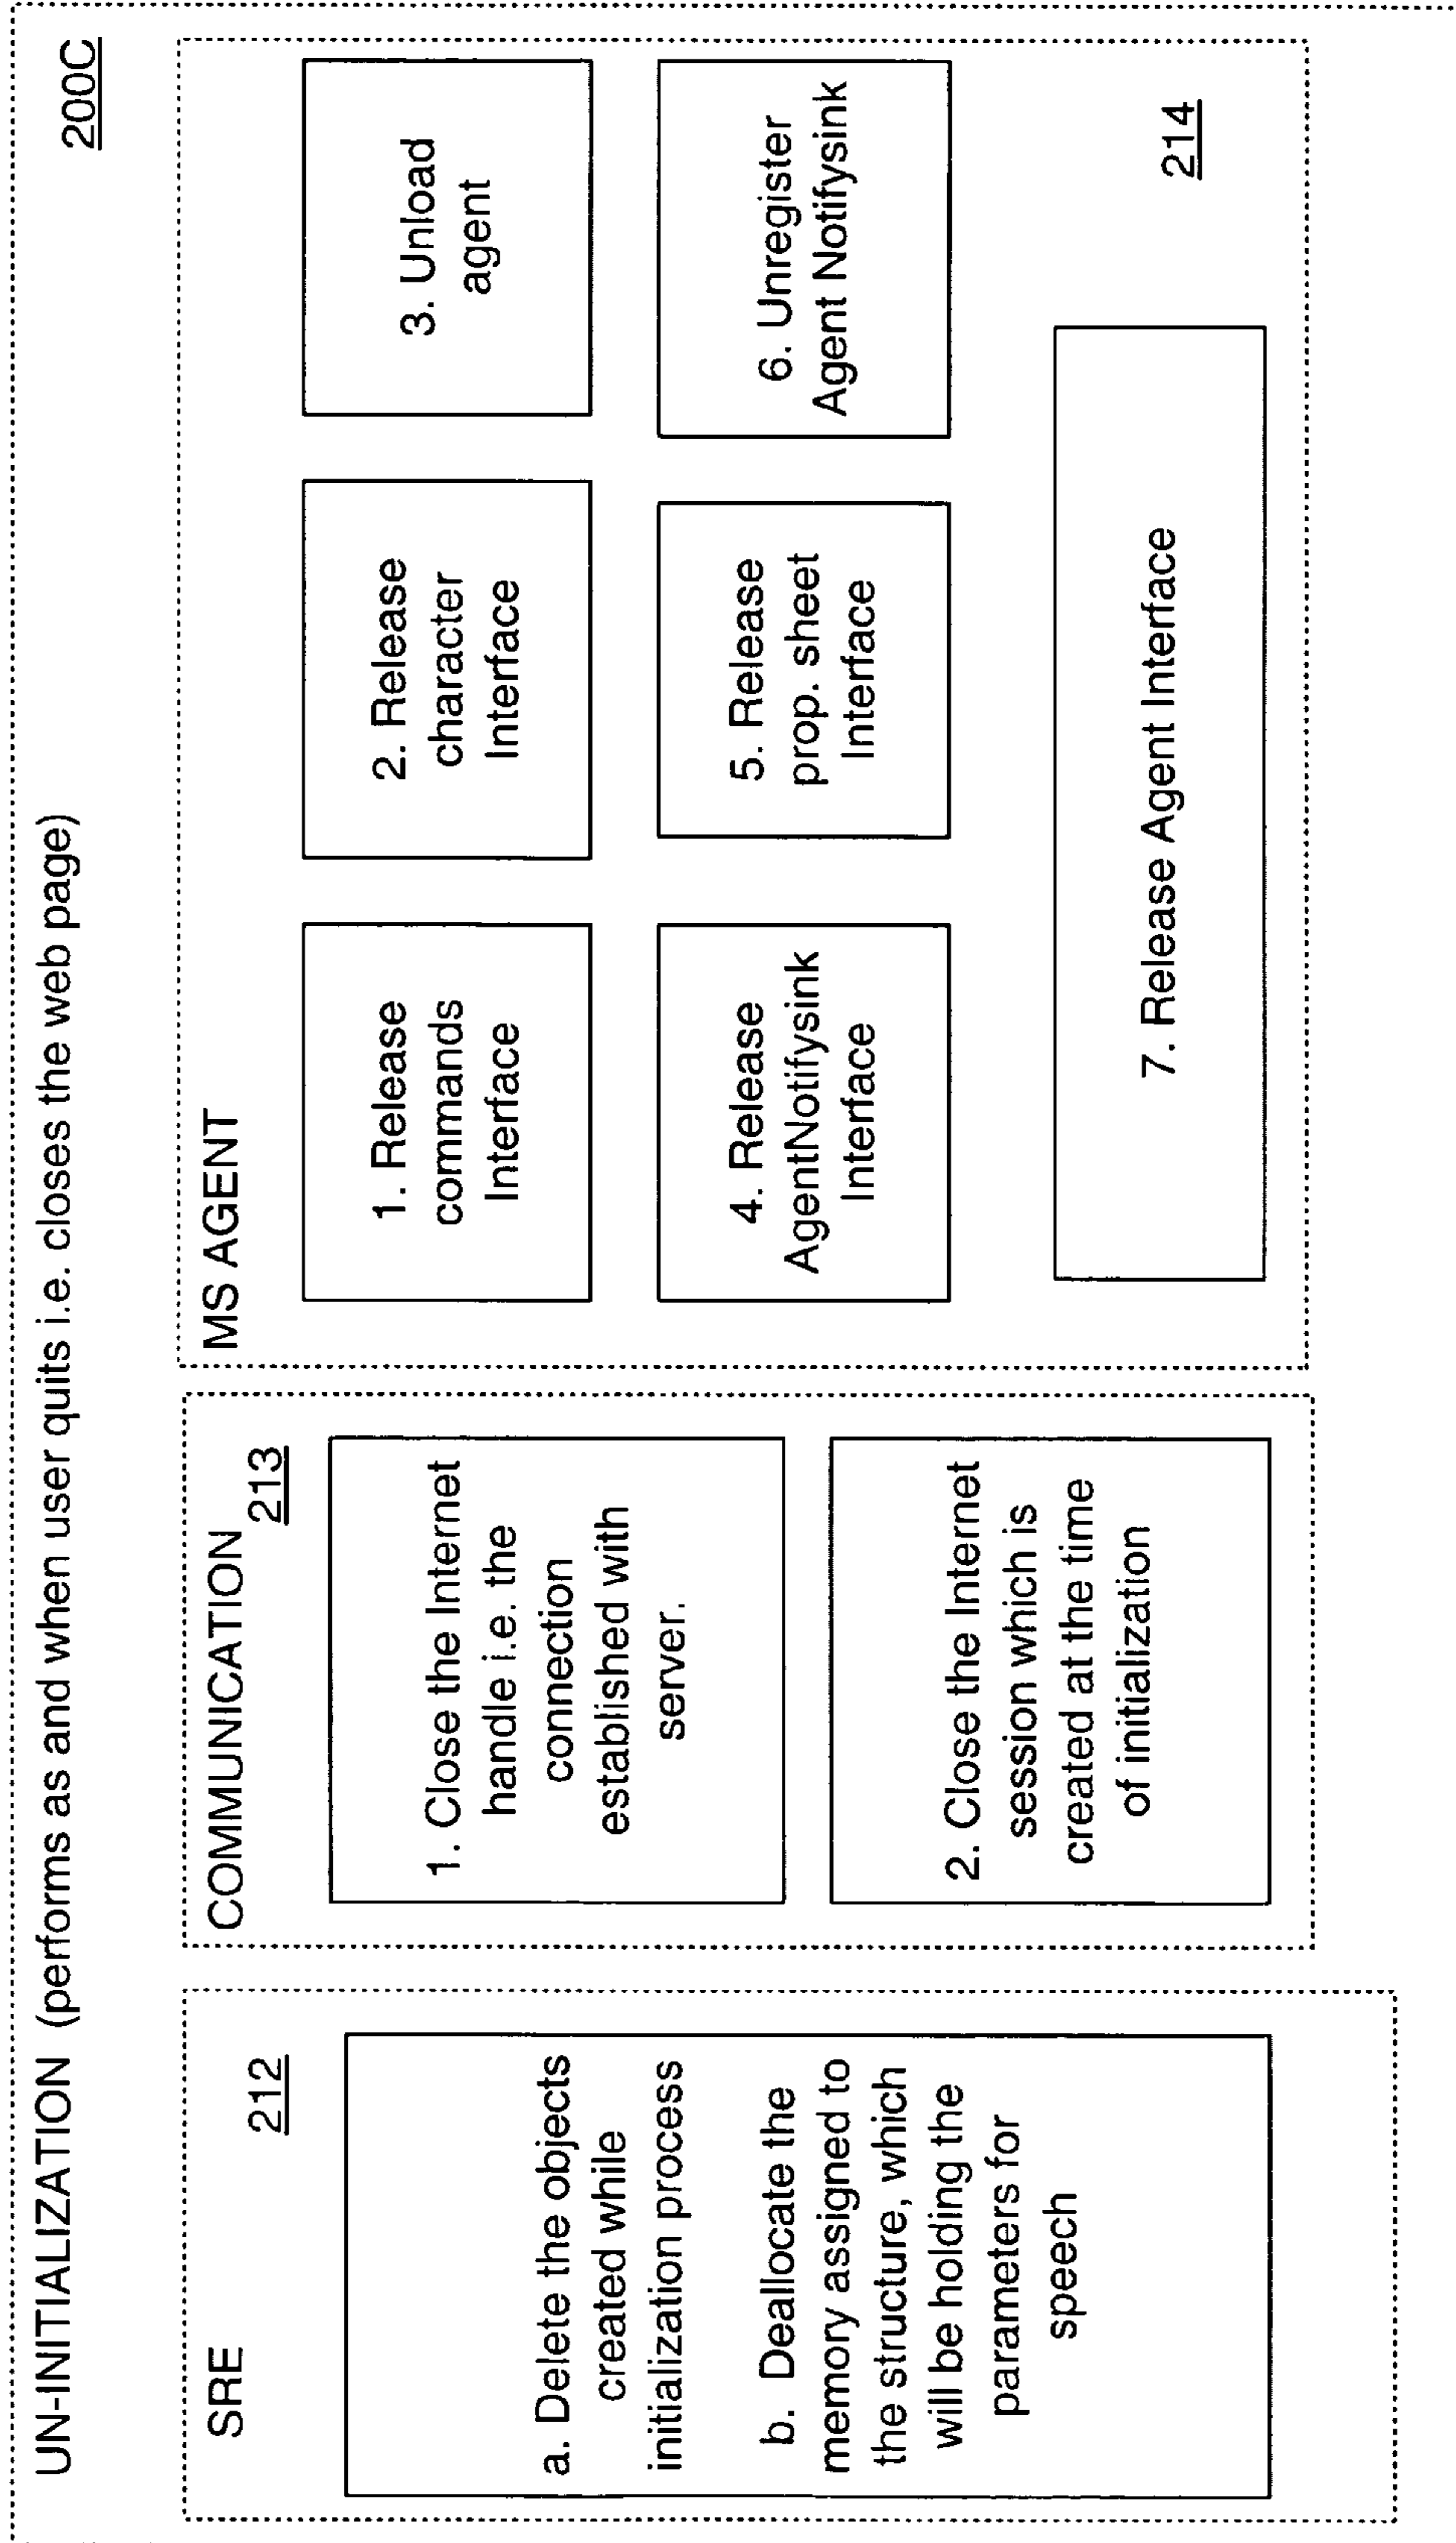 UN-INITIALIZATION (performs as and when user quits i.e. closes the web page)
200C
SRE
212
a. Delete the objects
created while
initialization process
b. Deallocate the
memory assigned to
the structure, which
will be holding the
parameters for
speech
COMMUNICATION
213
1. Close the Internet
handle i.e. the
connection
established with
server.
2. Close the Internet
session which is
created at the time
of initialization
MS AGENT
1. Release
commands
Interface
2. Release
character
Interface
3. Unload
agent
4. Release
AgentNotifysink
Interface
5. Release
prop. sheet
Interface
6. Unregister
Agent Notifysink
7. Release Agent Interface
214